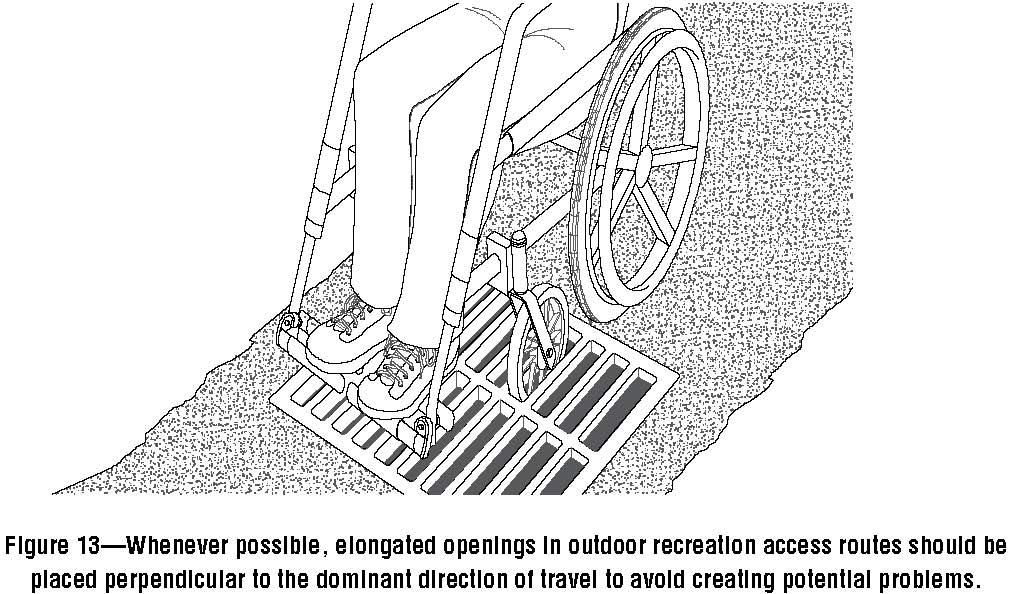 Figure 13—Whenever possible, elongated openings in outdoor recreation access routes should be
placed perpendicular to the dominant direction of travel to avoid creating potential problems.